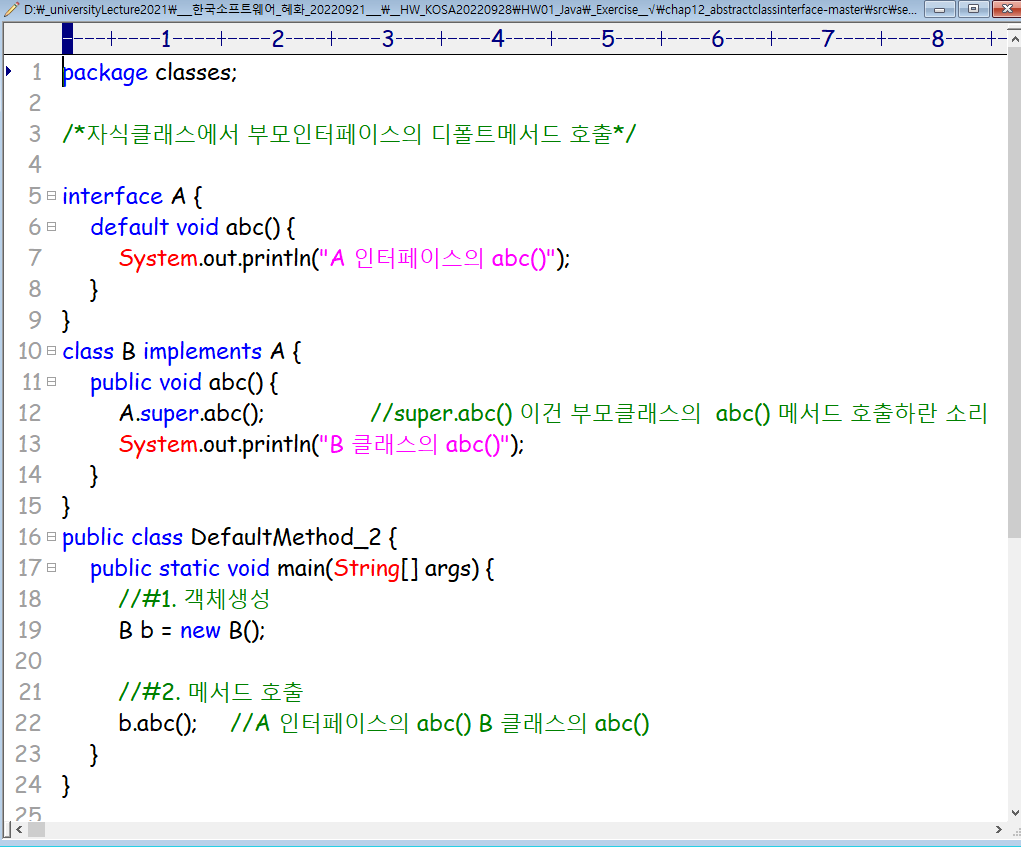 D:₩_universityLecture2021₩___한국소프트웨어_혜화_20220921___₩__HW_KOSA20220928₩HW01_Java₩_Exercise__√₩chap12_abstractclassinterface-master₩src₩se...
1 2 3 4 5 6 7 8
1 package classes;
2
3 /*자식클래스에서 부모인터페이스의 디폴트메서드 호출*/
4
5 interface A {
6 default void abc() {
7 System.out.println("A 인터페이스의 abc()");
8 }
9 }
10 class B implements A {
11 public void abc() {
12 A.super.abc(); //super.abc() 이건 부모클래스의  abc() 메서드 호출하란 소리
13 System.out.println("B 클래스의 abc()");
14 }
15 }
16 public class DefaultMethod_2 {
17 public static void main(String[] args) {
18 //#1. 객체생성
19 B b = new B();
20
21 //#2. 메서드 호출
22 b.abc(); //A 인터페이스의 abc() B 클래스의 abc()
23 }
24 }
25